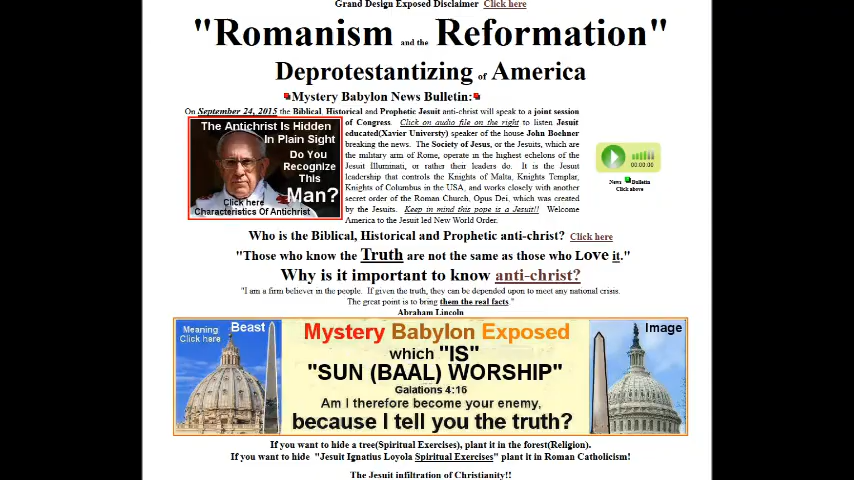 Grand Design Exposed Disclaimer Click here
"Romanism and the Reformation"
Deprotestantizing of America
Mystery Babylon News Bulletin:
On September 24, 2015 the Biblical, Historical and Prophetic Jesuit anti-christ will speak to a joint session
of Congress. Click on audio file on the right to listen Jesuit
educated(Xavier Universty) speaker of the house John Boehner
breaking the news. The Society of Jesus, or the Jesuits, which are
the military arm of Rome, operate in the highest echelons of the
Jesuit Illuminati, or rather their leaders do. It is the Jesuit
leadership that controls the Knights of Malta, Knights Templar,
Knights of Columbus in the USA, and works closely with another
secret order of the Roman Church, Opus Dei, which was created
by the Jesuits. Keep in mind this pope is a Jesuit!! Welcome
America to the Jesuit led New World Order.
The Antichrist Is Hidden
In Plain Sight
Do You
Recognize
This
Man?
Click here
Characteristics Of Antichrist
00:00:00
News Bulletin
Click above
Who is the Biblical, Historical and Prophetic anti-christ? Click here
"Those who know the Truth are not the same as those who Love it."
Why is it important to know anti-christ?
"I am a firm believer in the people. If given the truth, they can be depended upon to meet any national crisis.
The great point is to bring them the real facts."
Abraham Lincoln
Meaning
Click here
Beast
Mystery Babylon Exposed
which "IS"
"SUN (BAAL) WORSHIP"
Galations 4:16
Am I therefore become your enemy,
because I tell you the truth?
Image
If you want to hide a tree(Spiritual Exercises), plant it in the forest(Religion).
If you want to hide "Jesuit Ignatius Loyola Spiritual Exercises" plant it in Roman Catholicism!
The Jesuit infiltration of Christianity!!